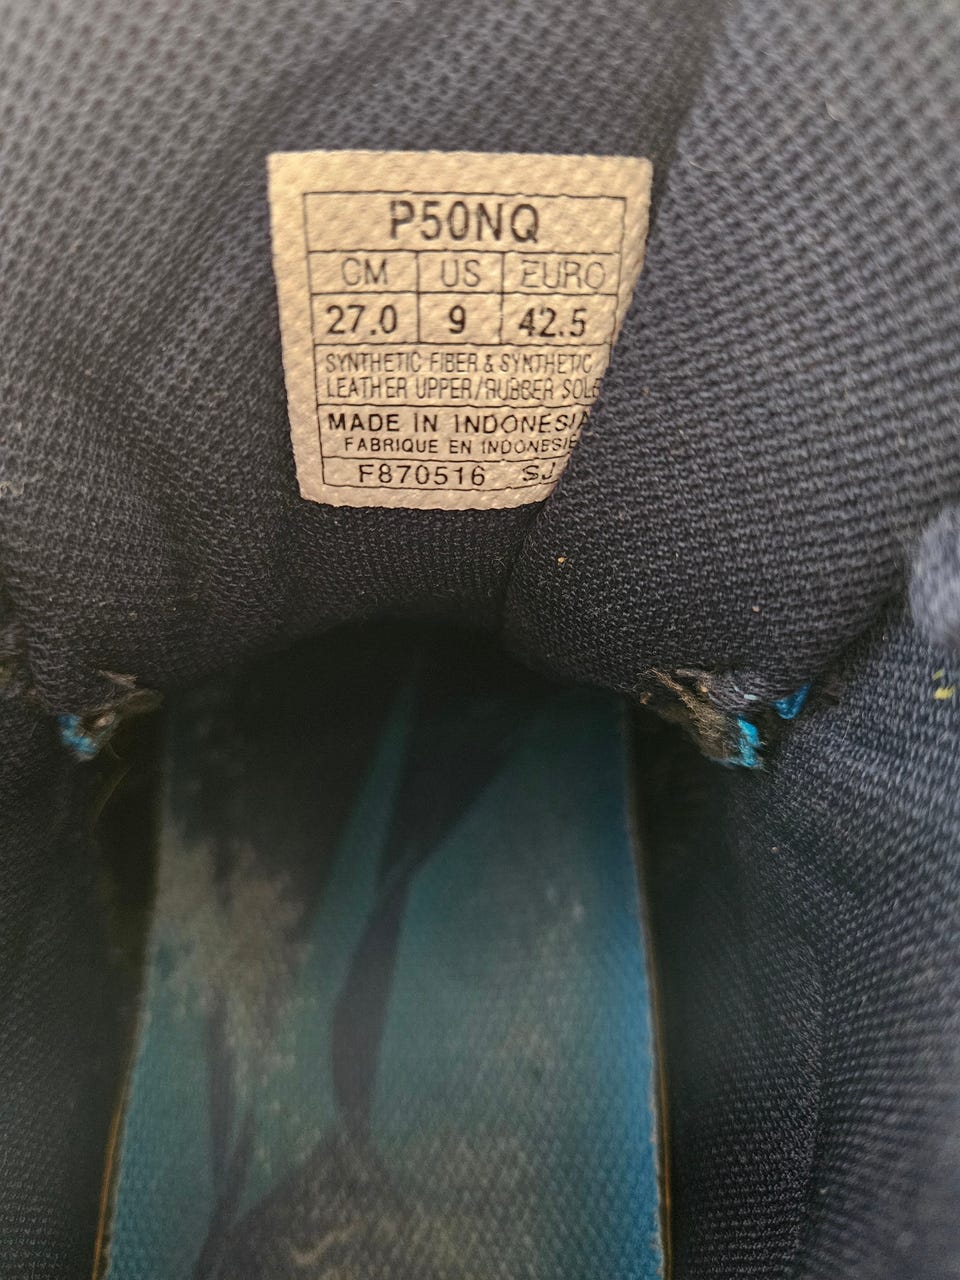 P50NQ
CM US EURO
27.0 9 42.5
SYNTHETIC FIBER & SYNTHETIC
LEATHER UPPER/RUBBER SOLE
MADE IN INDONESIA
FABRIQUE EN INDONESIE
F870516 SJ